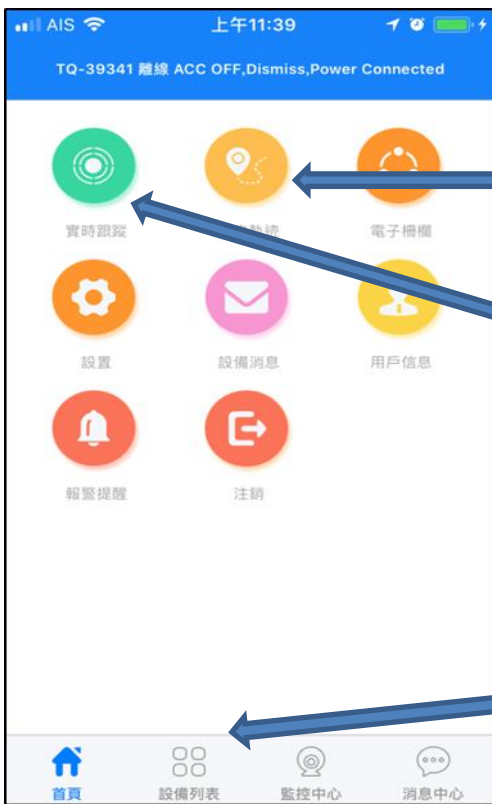 AIS 上午11:39
TQ-39341 離線 ACC OFF,Dismiss,Power Connected
實時跟蹤 軌跡 電子柵欄
設置 設備消息 用戶信息
報警提醒 注銷
首頁 設備列表 監控中心 消息中心